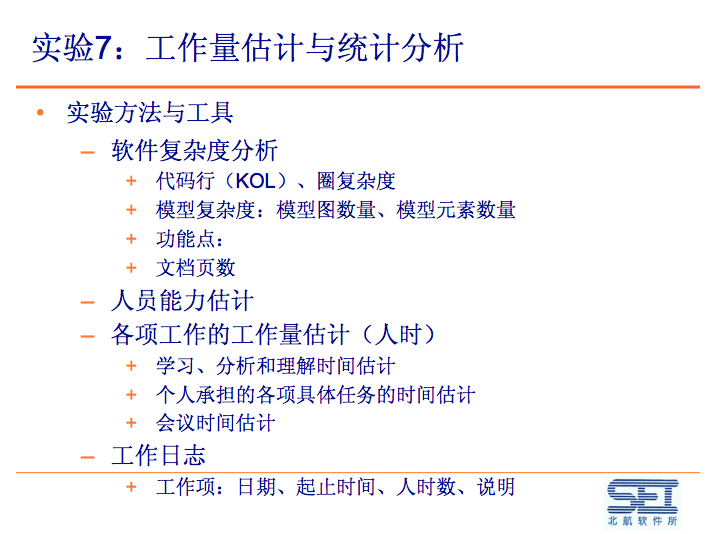 实验7：工作量估计与统计分析
• 实验方法与工具
– 软件复杂度分析
+ 代码行（KOL）、圈复杂度
+ 模型复杂度：模型图数量、模型元素数量
+ 功能点：
+ 文档页数
– 人员能力估计
– 各项工作的工作量估计（人时）
+ 学习、分析和理解时间估计
+ 个人承担的各项具体任务的时间估计
+ 会议时间估计
– 工作日志
+ 工作项：日期、起止时间、人时数、说明
SEI
北航软件所